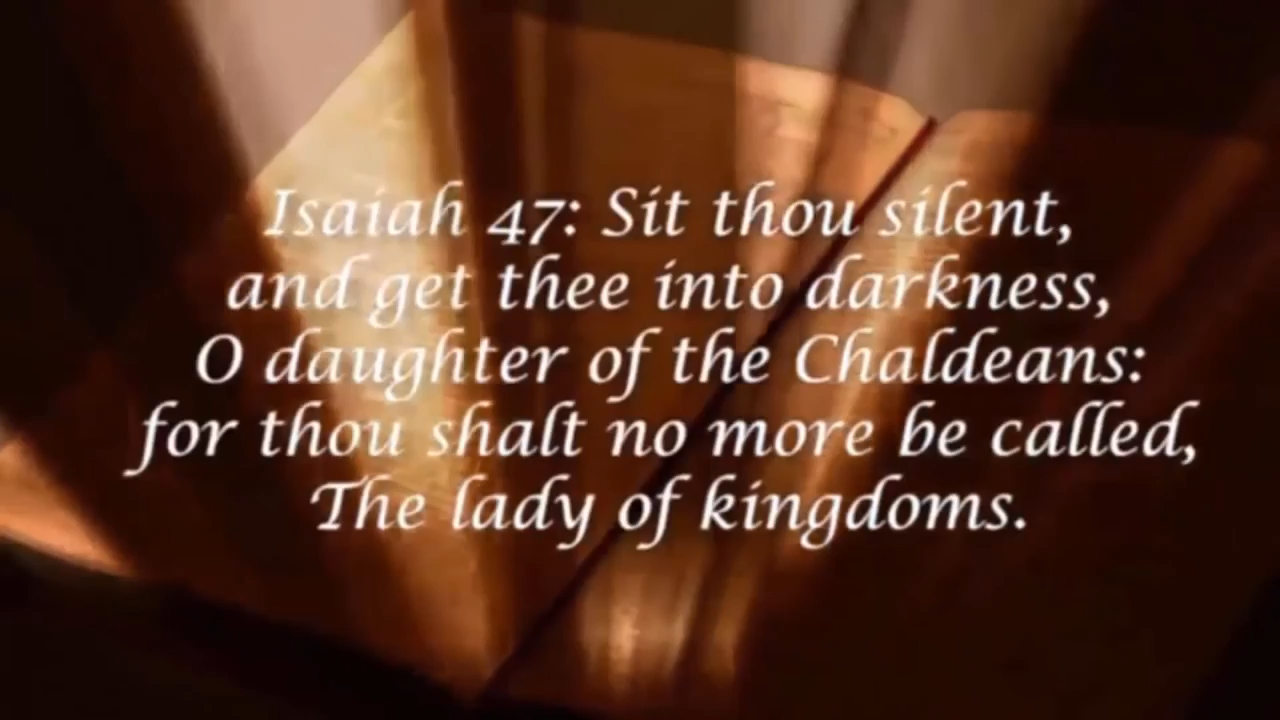 Isaiah 47: Sit thou silent,
and get thee into darkness,
O daughter of the Chaldeans:
for thou shalt no more be called,
The lady of kingdoms.